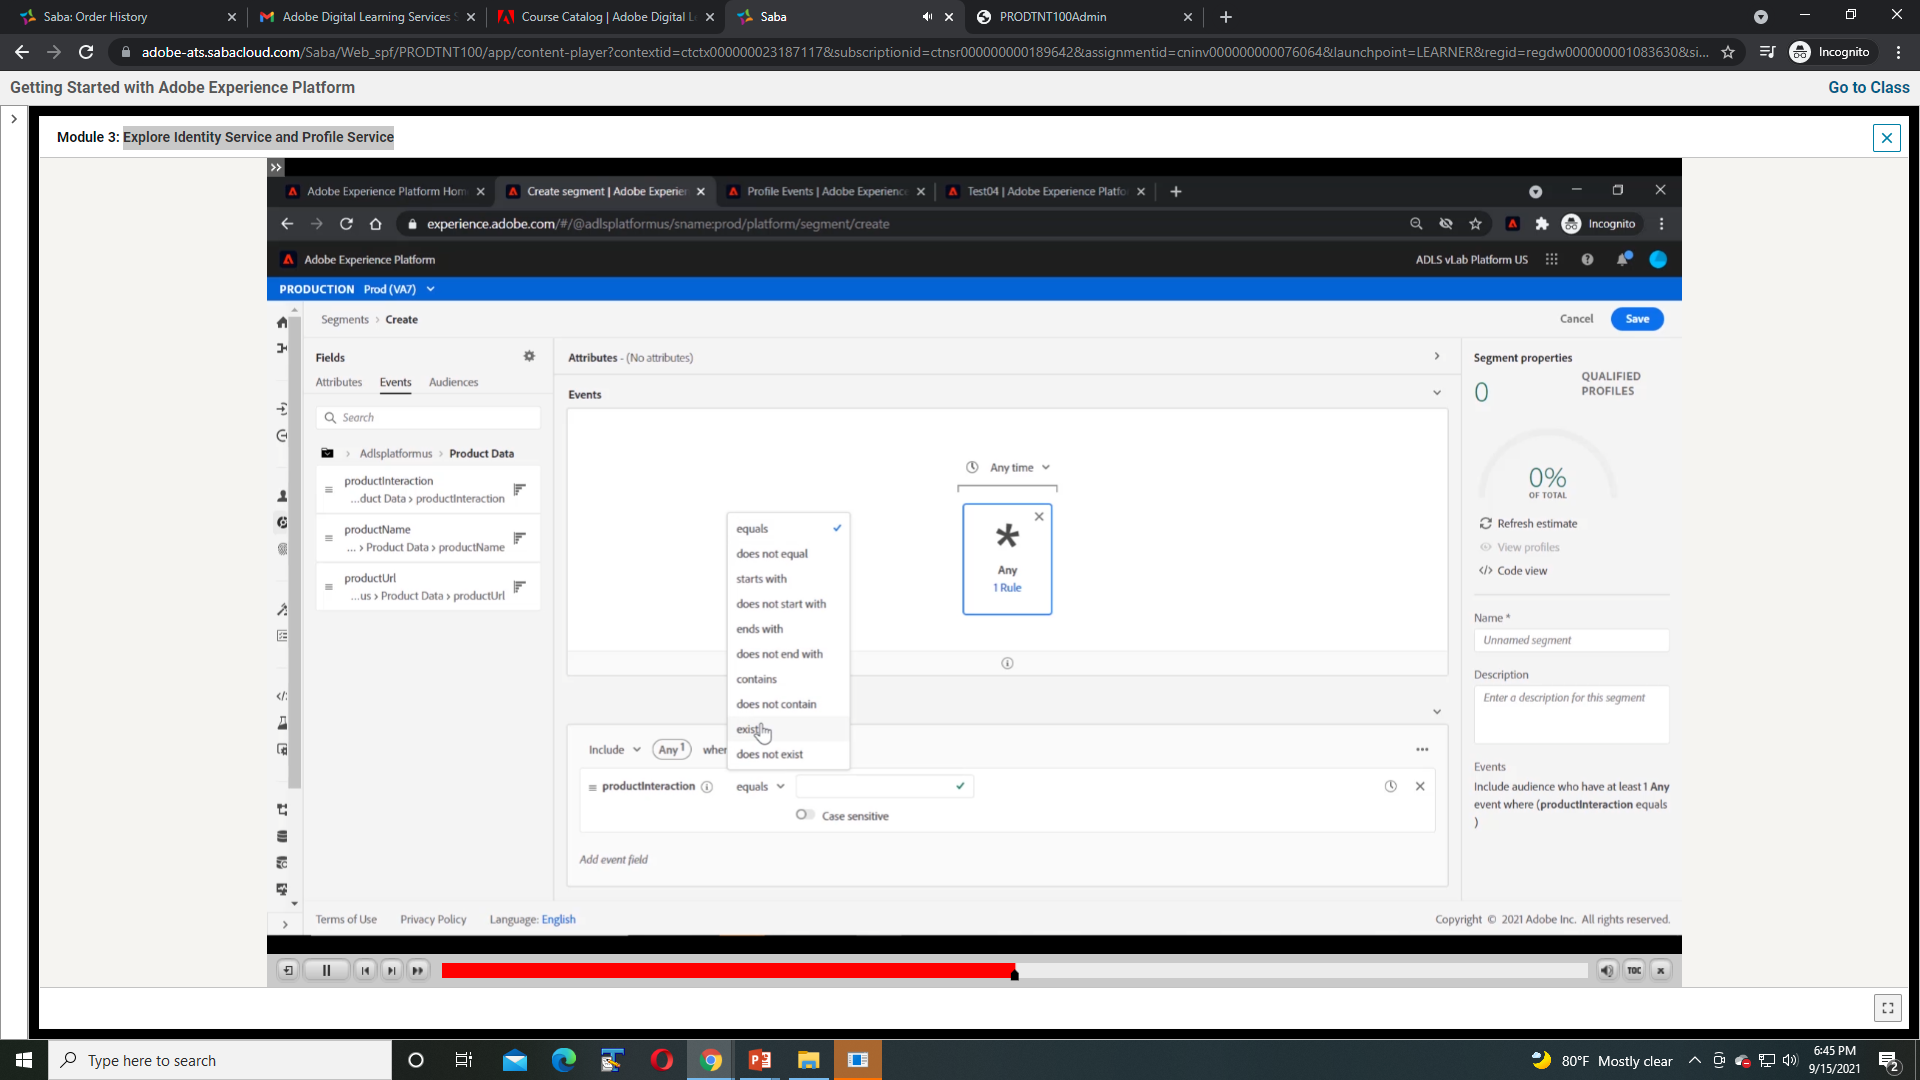 Saba: Order History
Adobe Digital Learning Services S
Course Catalog | Adobe Digital L
Saba
PRODTNT100Admin
adobe-ats.sabacloud.com/Saba/Web_spf/PRODTNT100/app/content-player?contextid=ctctx000000023187117&subscriptionid=ctnsr000000000189642&assignmentid=cninv000000000076064&launchpoint=LEARNER&regid=regdw000000001083630&si...
Incognito
Getting Started with Adobe Experience Platform
Go to Class
Module 3: Explore Identity Service and Profile Service
Adobe Experience Platform Hom
Create segment | Adobe Experien
Profile Events | Adobe Experience
Test04 | Adobe Experience Platfo
experience.adobe.com/#/@adlsplatformus/sname:prod/platform/segment/create
Incognito
Adobe Experience Platform
ADLS vLab Platform US
PRODUCTION Prod (VA7)
Segments › Create
Cancel
Save
Fields
Attributes
Events
Audiences
Search
Adlsplatformus › Product Data
productInteraction
...duct Data › productInteraction
productName
... › Product Data › productName
productUrl
...us › Product Data › productUrl
Attributes - (No attributes)
Events
Any time
Any
1 Rule
equals
does not equal
starts with
does not start with
ends with
does not end with
contains
does not contain
does not exist
Include
Any 1
productInteraction
equals
Case sensitive
Add event field
Segment properties
0
QUALIFIED PROFILES
0%
OF TOTAL
Refresh estimate
View profiles
</> Code view
Name *
Unnamed segment
Description
Enter a description for this segment
Events
Include audience who have at least 1 Any
event where (productInteraction equals
)
Terms of Use
Privacy Policy
Language: English
Copyright © 2021 Adobe Inc. All rights reserved.
TOC
Type here to search
80°F Mostly clear
6:45 PM
9/15/2021
2